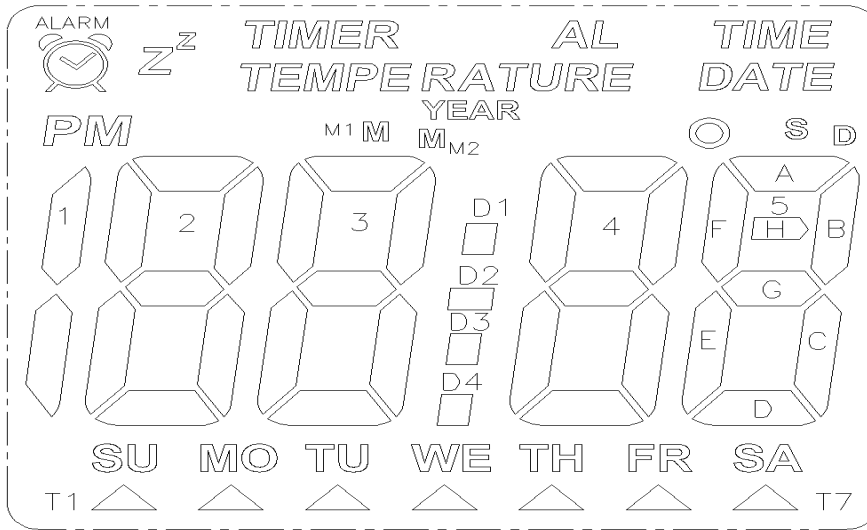 ALARM
Zz TIMER AL TIME
TEMPERATURE DATE
YEAR
PM M1 M M M2 O S D
A
1 2 3 D1 4 F 5 B
H
D2 G
D3 E C
D4 D
SU MO TU WE TH FR SA
T1 T7